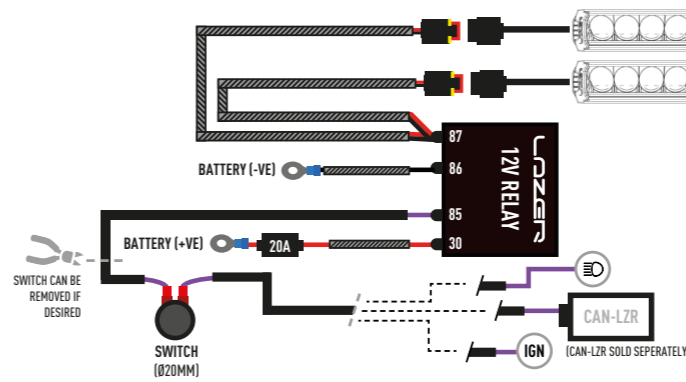 87
BATTERY (-VE)
86
85
BATTERY (+VE)
20A
30
LAZER
12V RELAY
SWITCH CAN BE
REMOVED IF
DESIRED
SWITCH
(Ø20MM)
CAN-LZR
(CAN-LZR SOLD SEPERATELY
IGN